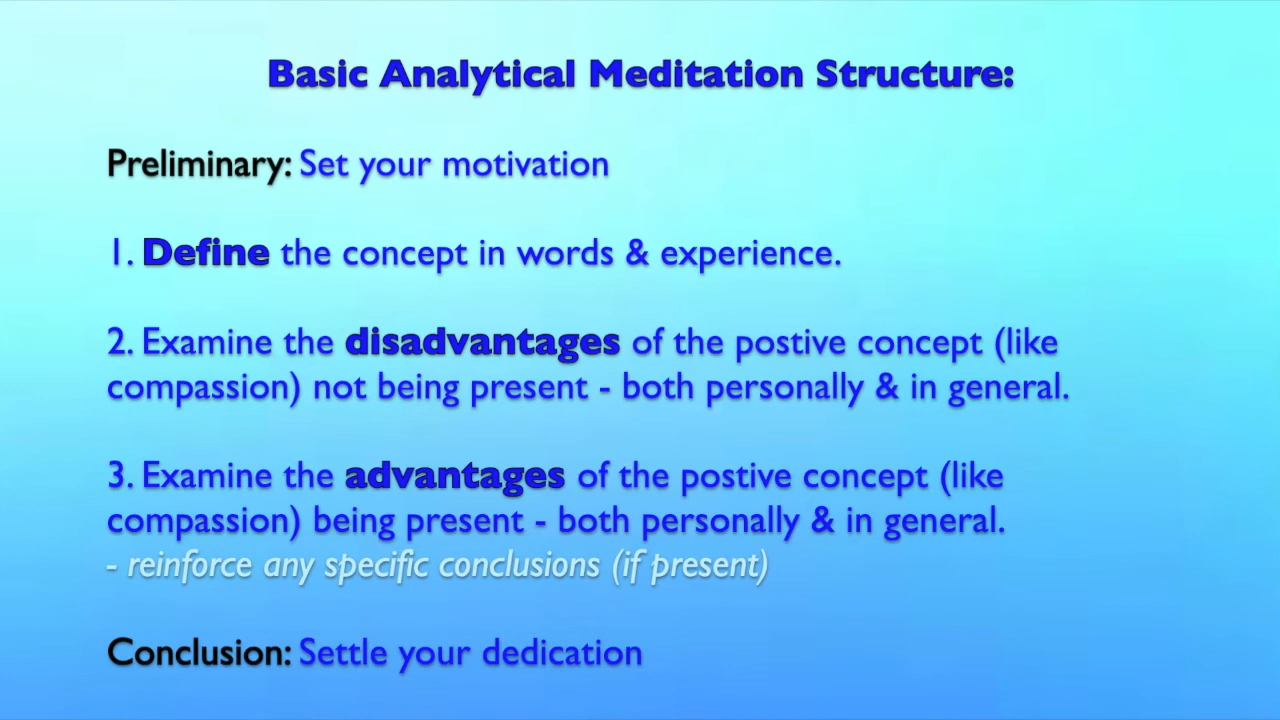 Basic Analytical Meditation Structure:
Preliminary: Set your motivation
1. Define the concept in words & experience.
2. Examine the disadvantages of the postive concept (like
compassion) not being present - both personally & in general.
3. Examine the advantages of the postive concept (like
compassion) being present - both personally & in general.
- reinforce any specific conclusions (if present)
Conclusion: Settle your dedication